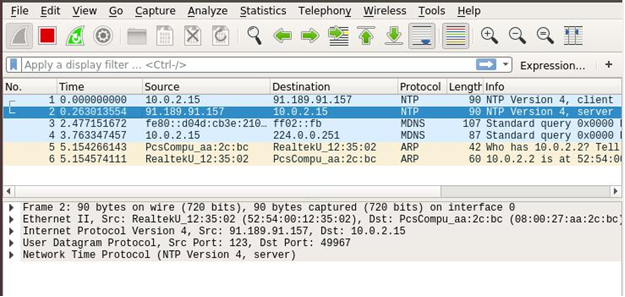 File Edit View Go Capture Analyze Statistics Telephony Wireless Tools Help
Apply a display filter ... <Ctrl-/> Expression... +
No. Time Source Destination Protocol Length Info
1 0.000000000 10.0.2.15 91.189.91.157 NTP 90 NTP Version 4, client
2 0.263013554 91.189.91.157 10.0.2.15 NTP 90 NTP Version 4, server
3 2.477151672 fe80::d04d:cb3e:210… ff02::fb MDNS 107 Standard query 0x0000
4 3.763347457 10.0.2.15 224.0.0.251 MDNS 87 Standard query 0x0000
5 5.154266143 PcsCompu_aa:2c:bc RealtekU_12:35:02 ARP 42 Who has 10.0.2.2? Tell
6 5.154574111 RealtekU_12:35:02 PcsCompu_aa:2c:bc ARP 60 10.0.2.2 is at 52:54:00
Frame 2: 90 bytes on wire (720 bits), 90 bytes captured (720 bits) on interface 0
Ethernet II, Src: RealtekU_12:35:02 (52:54:00:12:35:02), Dst: PcsCompu_aa:2c:bc (08:00:27:aa:2c:bc)
Internet Protocol Version 4, Src: 91.189.91.157, Dst: 10.0.2.15
User Datagram Protocol, Src Port: 123, Dst Port: 49967
Network Time Protocol (NTP Version 4, server)